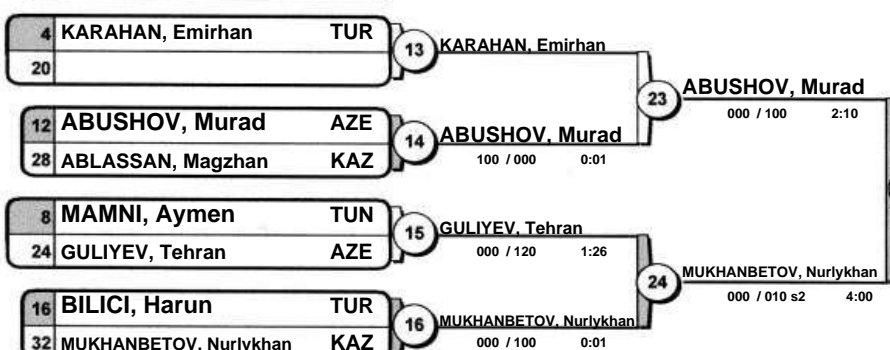 4 KARAHAN, Emirhan TUR
20
13
KARAHAN, Emirhan
12 ABUSHOV, Murad AZE
28 ABLASSAN, Magzhan KAZ
14
ABUSHOV, Murad
100 / 000 0:01
23
ABUSHOV, Murad
000 / 100 2:10
8 MAMNI, Aymen TUN
24 GULIYEV, Tehran AZE
15
GULIYEV, Tehran
000 / 120 1:26
16 BILICI, Harun TUR
32 MUKHANBETOV, Nurlykhan KAZ
16
MUKHANBETOV, Nurlykhan
000 / 100 0:01
24
MUKHANBETOV, Nurlykhan
000 / 010 s2 4:00